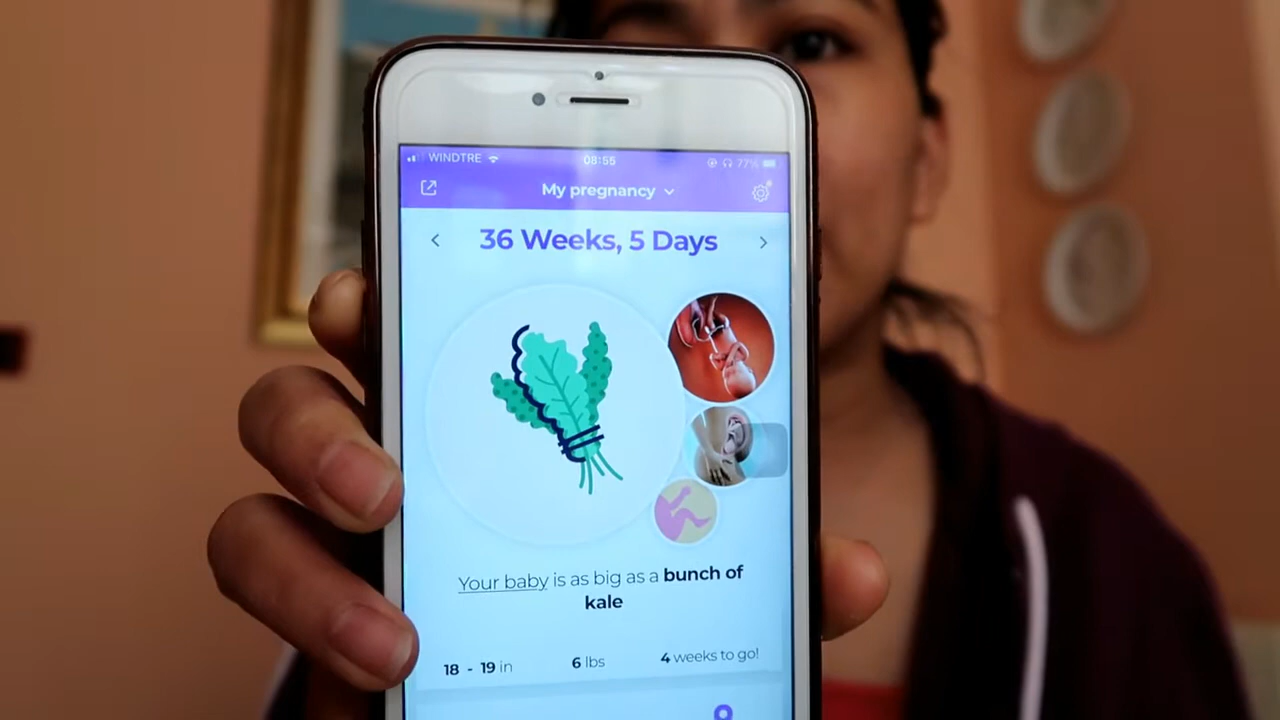 WINDTRE 08:55 77%
My pregnancy
36 Weeks, 5 Days
Your baby is as big as a bunch of
kale
18 - 19 in 6 lbs 4 weeks to go!